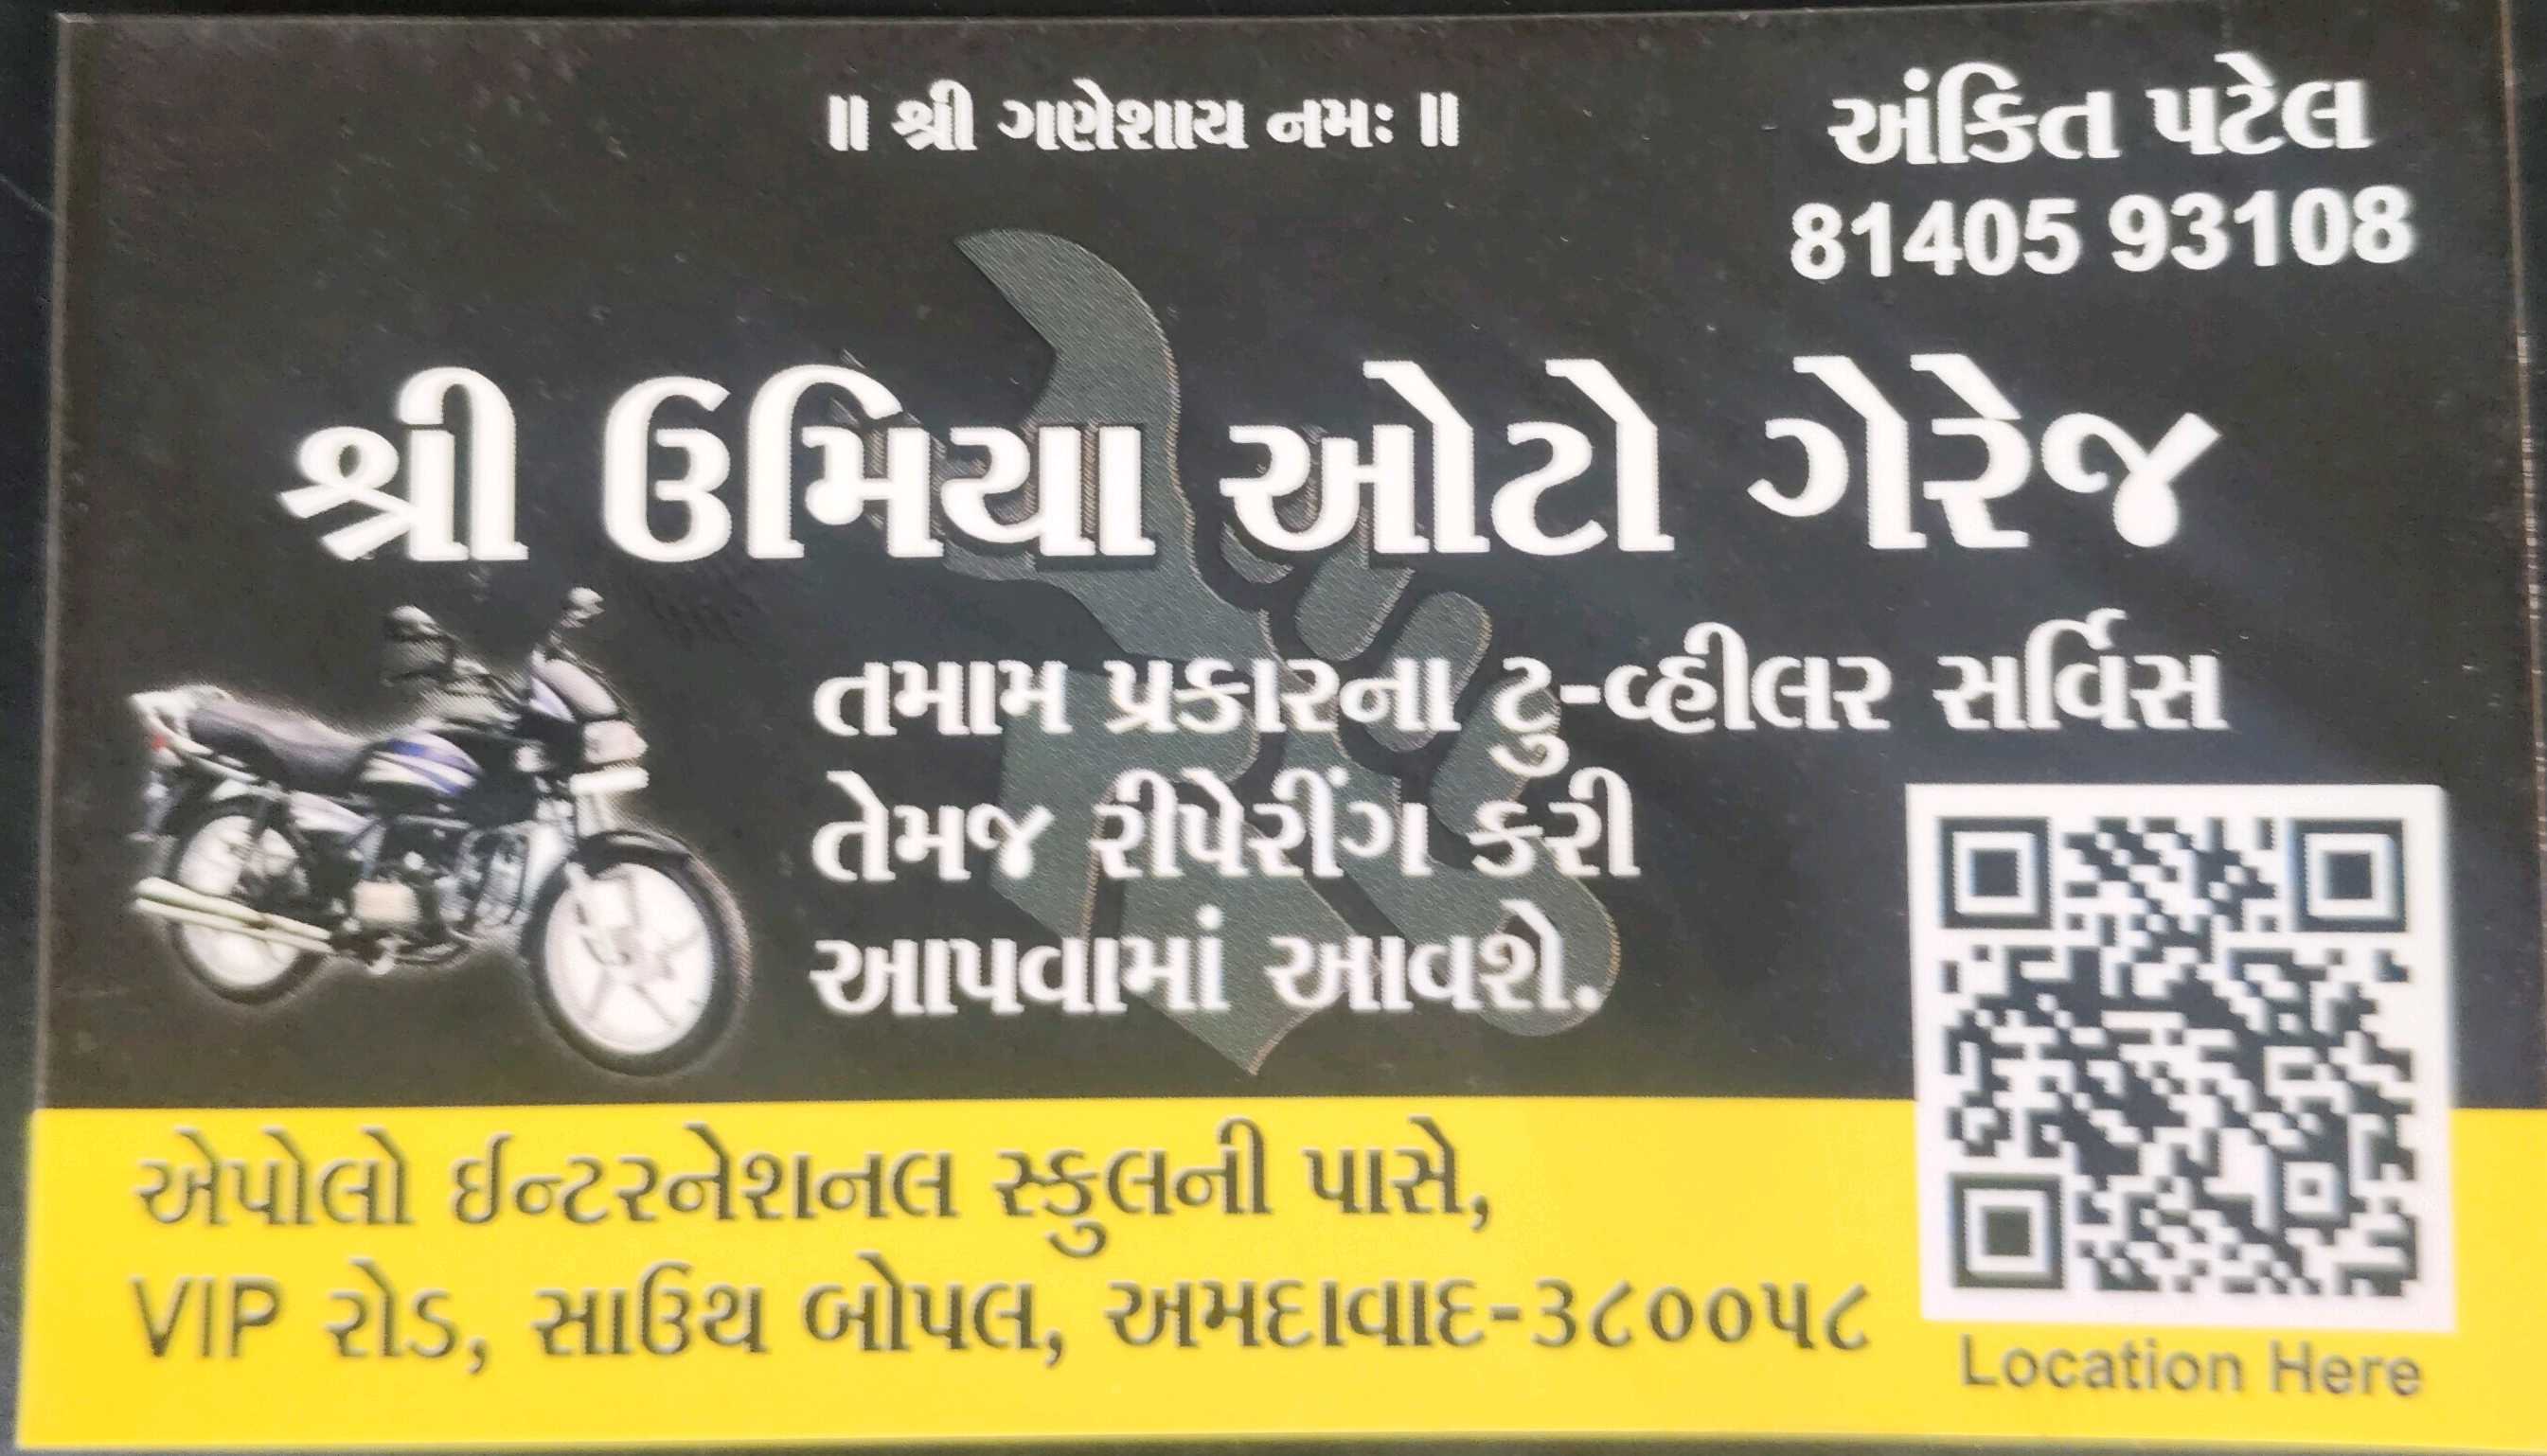 ॥ શ્રી ગણેશાય નમઃ ॥
અંકિત પટેલ
81405 93108
શ્રી ઉમિયા ઓટો ગેરેજ
તમામ પ્રકારના ટુ-વ્હીલર સર્વિસ
તેમજ રીપેરીંગ કરી
આપવામાં આવશે.
એપોલો ઈન્ટરનેશનલ સ્કુલની પાસે,
VIP રોડ, સાઉથ બોપલ, અમદાવાદ-૩૮૦૦૫૮
Location Here